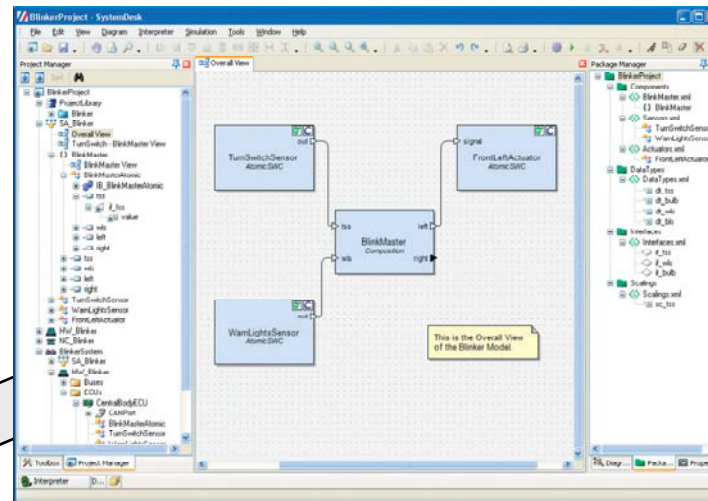 BlinkerProject - SystemDesk
File Edit View Diagram Interpreter Simulation Tools Window Help
Project Manager
BlinkerProject
ProjectLibrary
Blinker
SA_Blinker
Overall View
TurnSwitch - BlinkMaster View
BlinkMaster
BlinkMaster View
BlinkMasterAtomic
IB_BlinkMasterAtomic
tss
if_tss
value
wls
left
right
tss
wls
left
right
TurnSwitchSensor
WarnLightsSensor
FrontLeftActuator
HW_Blinker
NC_Blinker
BlinkerSystem
SA_Blinker
HW_Blinker
Buses
ECUs
CentralBodyECU
CANPort
BlinkMasterAtomic
TurnSwitchSensor
Toolbox
Project Manager
Interpreter
D...
Overall View
out
TurnSwitchSensor
AtomicSWC
signal
FrontLeftActuator
AtomicSWC
tss
left
BlinkMaster
Composition
wls
right
out
WarnLightsSensor
AtomicSWC
This is the Overall View
of the Blinker Model.
Package Manager
BlinkerProject
Components
BlinkMaster.xml
BlinkMaster
Sensors.xml
TurnSwitchSensor
WarnLightsSensor
Actuators.xml
FrontLeftActuator
DataTypes
DataTypes.xml
dt_tss
dt_bulb
dt_wls
dt_bls
Interfaces
Interfaces.xml
if_tss
if_wls
if_bulb
Scalings
Scalings.xml
sc_tss
Diagr...
Packa...